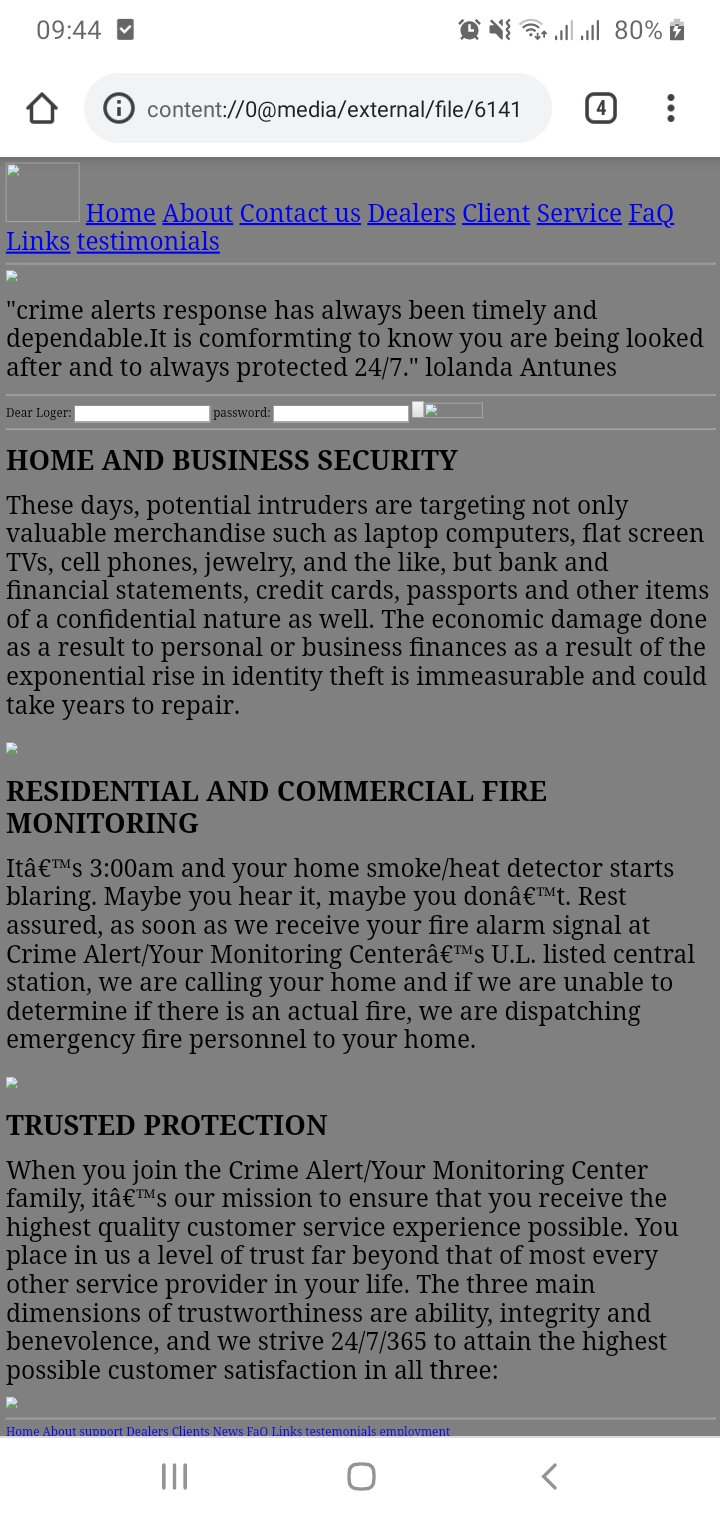 09:44
80%
content://0@media/external/file/6141
4
Home About Contact us Dealers Client Service FaQ
Links testimonials
"crime alerts response has always been timely and
dependable.It is comformting to know you are being looked
after and to always protected 24/7." lolanda Antunes
Dear Loger: password:
HOME AND BUSINESS SECURITY
These days, potential intruders are targeting not only
valuable merchandise such as laptop computers, flat screen
TVs, cell phones, jewelry, and the like, but bank and
financial statements, credit cards, passports and other items
of a confidential nature as well. The economic damage done
as a result to personal or business finances as a result of the
exponential rise in identity theft is immeasurable and could
take years to repair.
RESIDENTIAL AND COMMERCIAL FIRE
MONITORING
Itâ€™s 3:00am and your home smoke/heat detector starts
blaring. Maybe you hear it, maybe you donâ€™t. Rest
assured, as soon as we receive your fire alarm signal at
Crime Alert/Your Monitoring Centerâ€™s U.L. listed central
station, we are calling your home and if we are unable to
determine if there is an actual fire, we are dispatching
emergency fire personnel to your home.
TRUSTED PROTECTION
When you join the Crime Alert/Your Monitoring Center
family, itâ€™s our mission to ensure that you receive the
highest quality customer service experience possible. You
place in us a level of trust far beyond that of most every
other service provider in your life. The three main
dimensions of trustworthiness are ability, integrity and
benevolence, and we strive 24/7/365 to attain the highest
possible customer satisfaction in all three:
Home About support Dealers Clients News FaQ Links testemonials employment